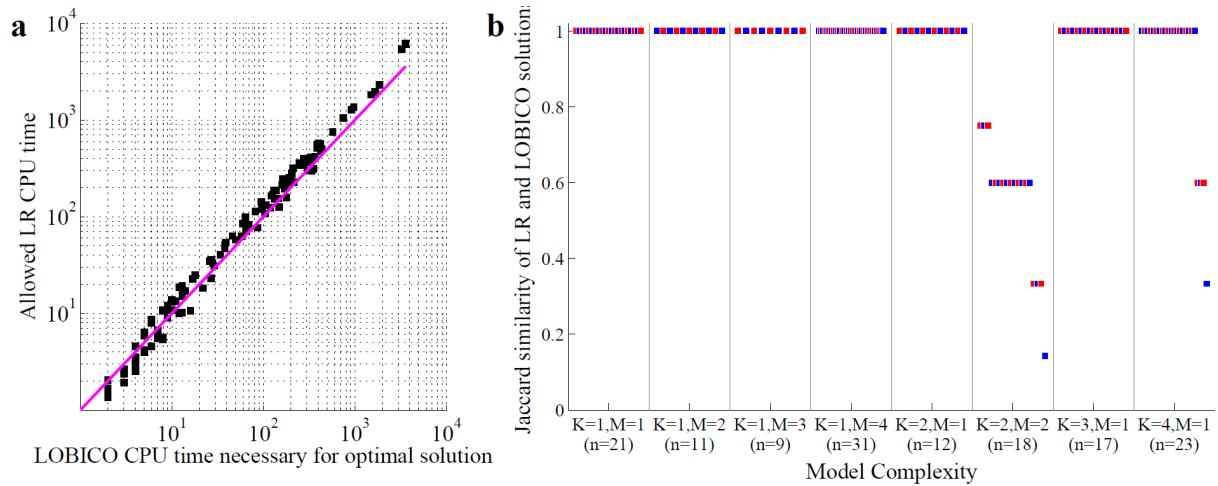 a
Allowed LR CPU time
10^4
10^3
10^2
10^1
10^1 10^2 10^3 10^4
LOBICO CPU time necessary for optimal solution
b
Jaccard similarity of LR and LOBICO solution
1
0.8
0.6
0.4
0.2
0
K=1,M=1 K=1,M=2 K=1,M=3 K=1,M=4 K=2,M=1 K=2,M=2 K=3,M=1 K=4,M=1
(n=21) (n=11) (n=9) (n=31) (n=12) (n=18) (n=17) (n=23)
Model Complexity